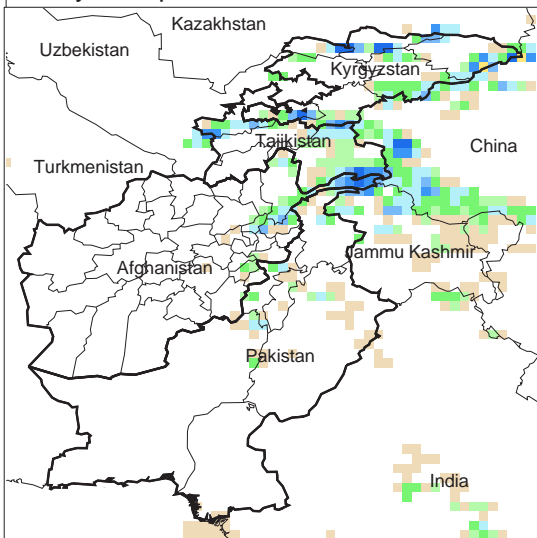 Kazakhstan
Uzbekistan
Kyrgyzstan
Tajikistan
China
Turkmenistan
Jammu Kashmir
Afghanistan
Pakistan
India